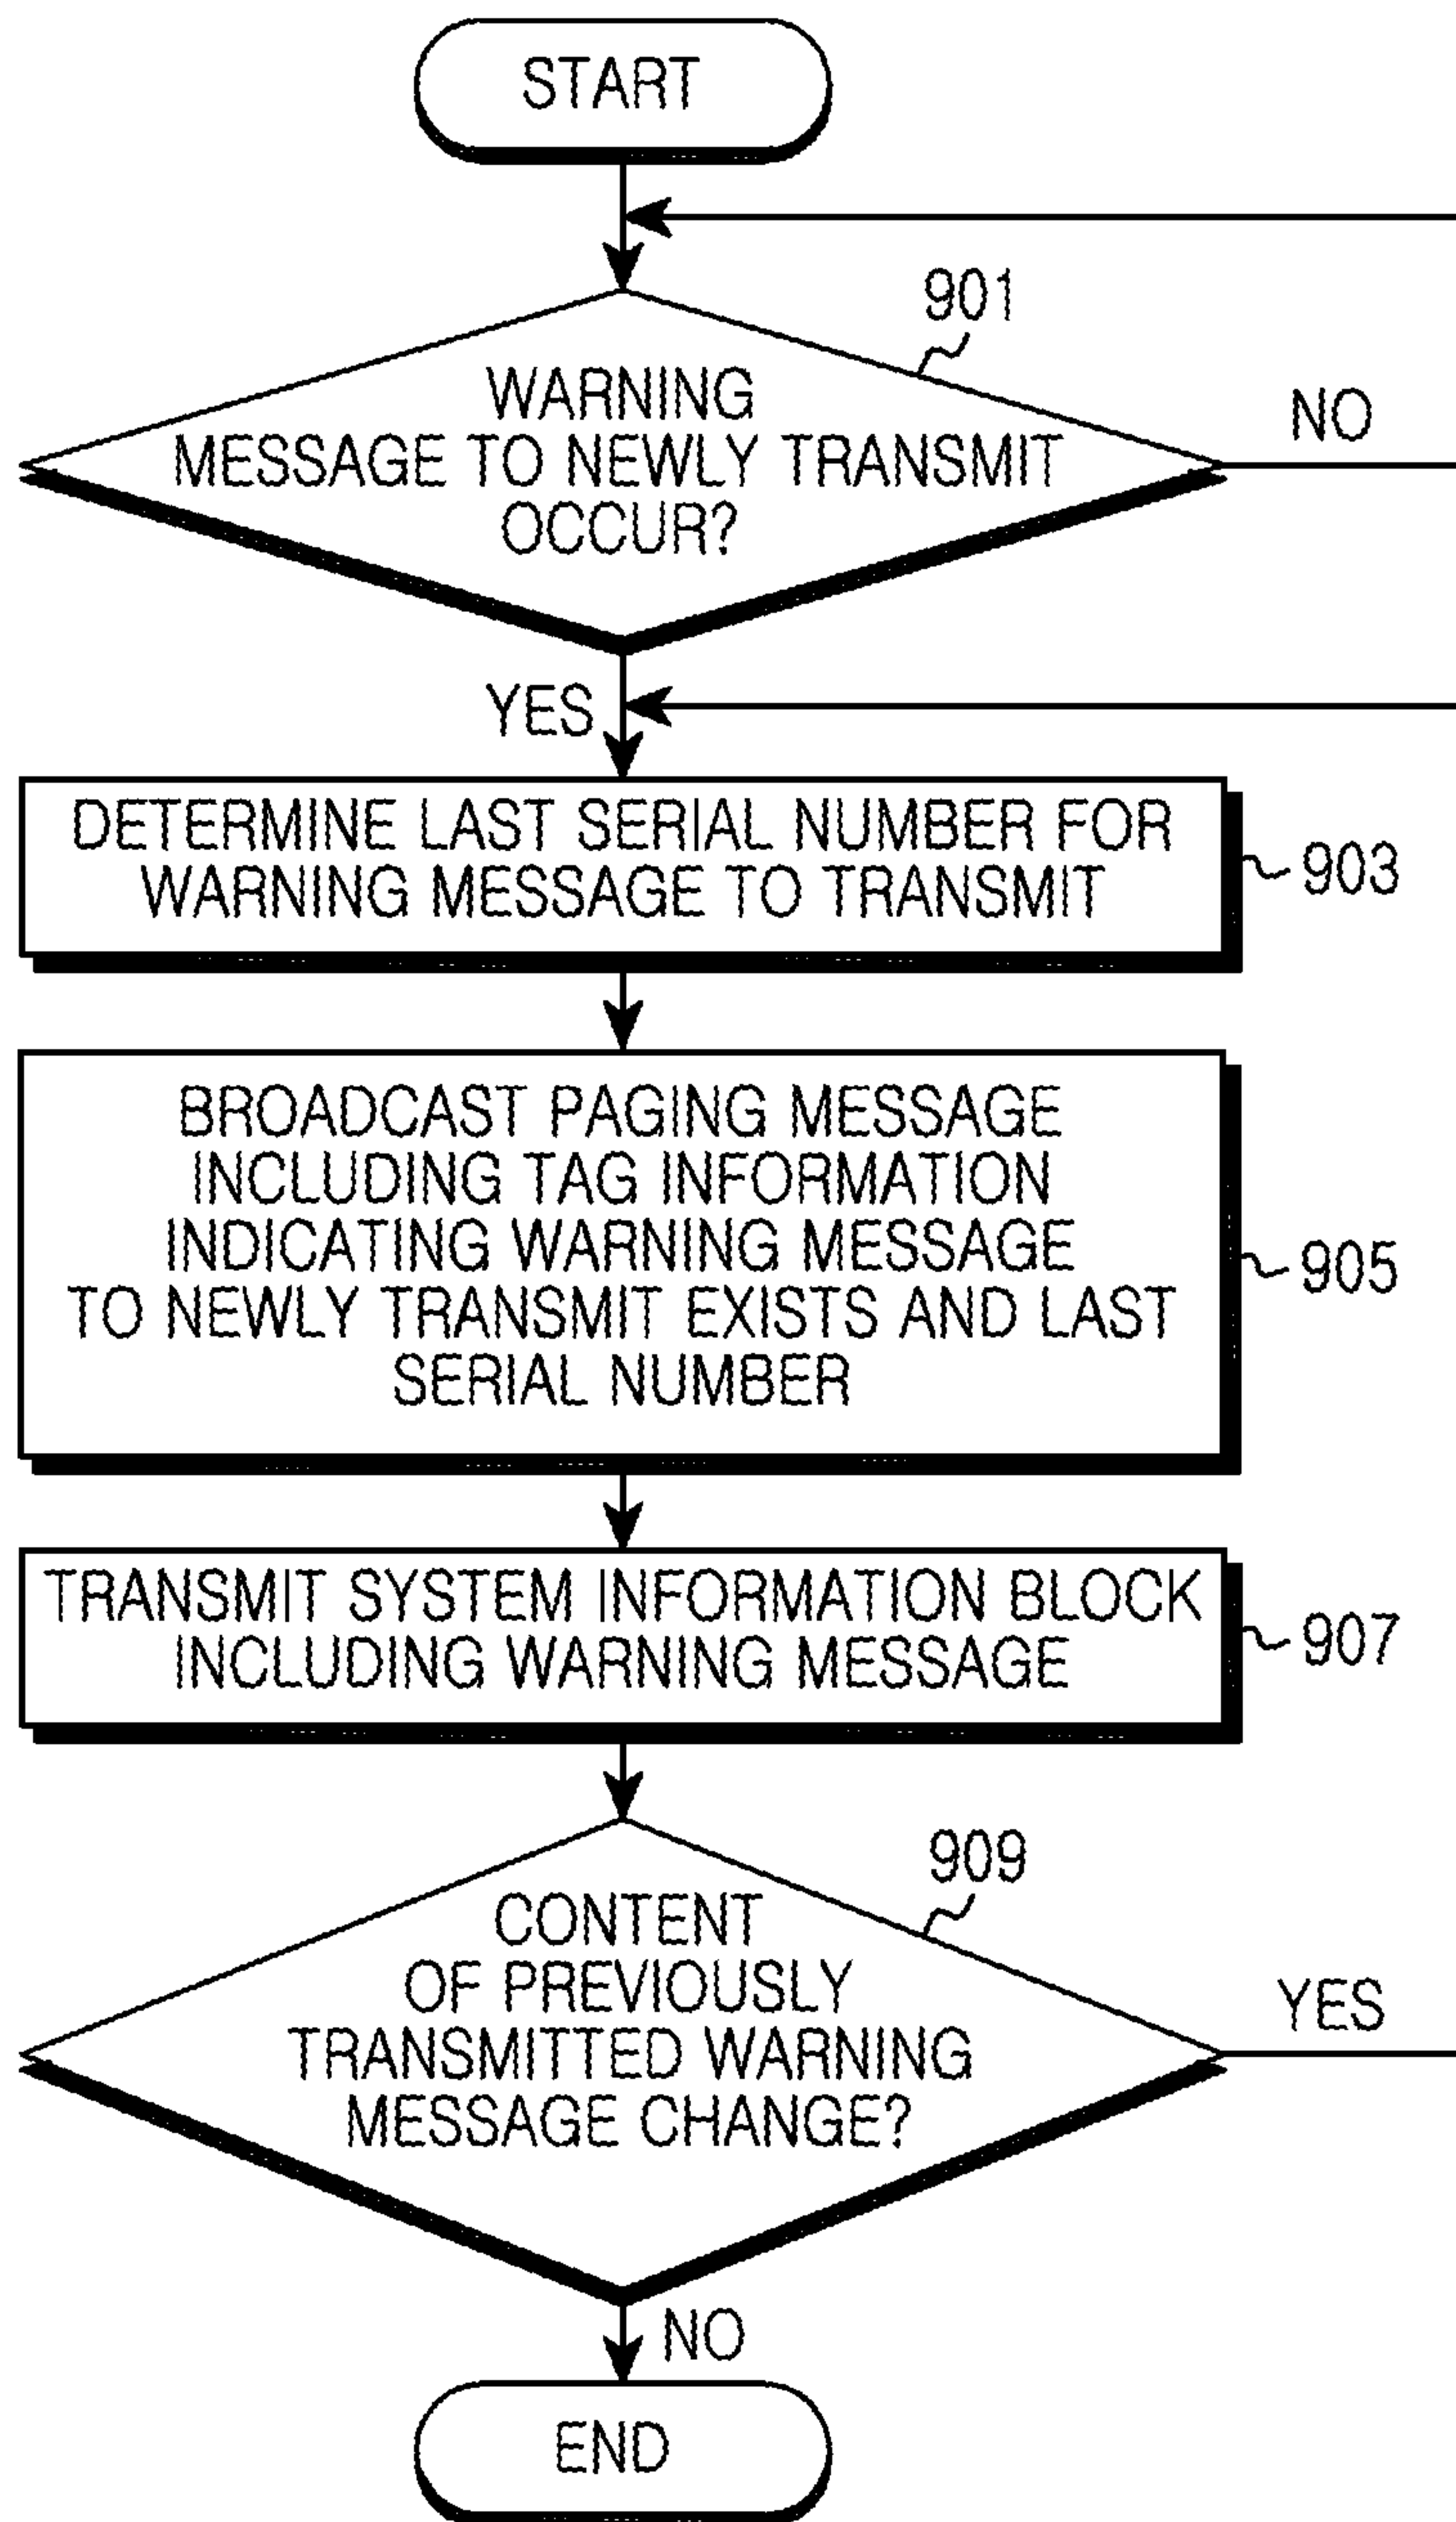 START
901
WARNING
MESSAGE TO NEWLY TRANSMIT
OCCUR?
NO
YES
DETERMINE LAST SERIAL NUMBER FOR
WARNING MESSAGE TO TRANSMIT
903
BROADCAST PAGING MESSAGE
INCLUDING TAG INFORMATION
INDICATING WARNING MESSAGE
TO NEWLY TRANSMIT EXISTS AND LAST
SERIAL NUMBER
905
TRANSMIT SYSTEM INFORMATION BLOCK
INCLUDING WARNING MESSAGE
907
909
CONTENT
OF PREVIOUSLY
TRANSMITTED WARNING
MESSAGE CHANGE?
YES
NO
END